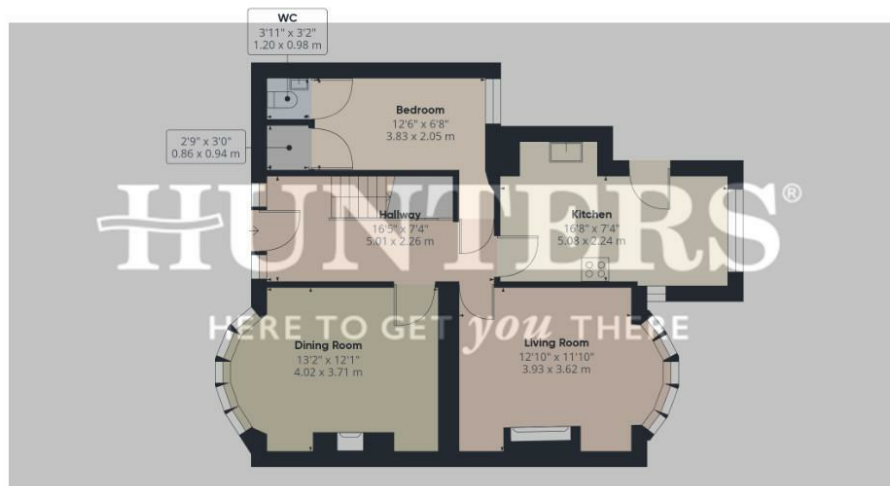 WC
3'11" x 3'2"
1.20 x 0.98 m
Bedroom
12'6" x 6'8"
3.83 x 2.05 m
2'9" x 3'0"
0.86 x 0.94 m
HUNTERS®
Hallway
16'5" x 7'4"
5.01 x 2.26 m
Kitchen
16'8" x 7'4"
5.08 x 2.24 m
HERE TO GET you THERE
Dining Room
13'2" x 12'1"
4.02 x 3.71 m
Living Room
12'10" x 11'10"
3.93 x 3.62 m